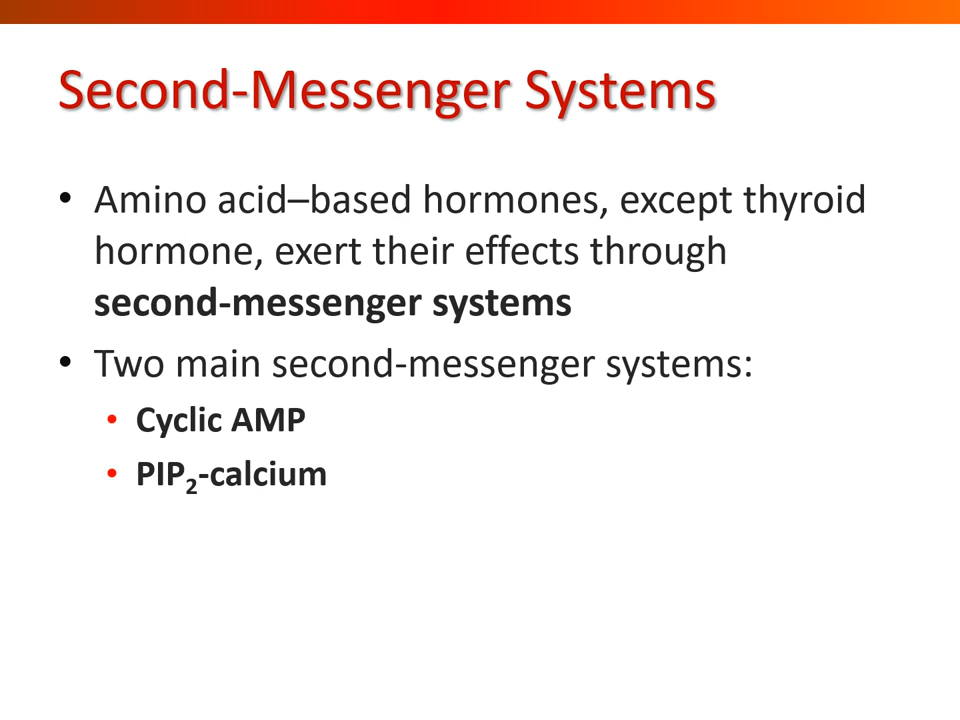 Second-Messenger Systems
• Amino acid–based hormones, except thyroid
hormone, exert their effects through
second-messenger systems
• Two main second-messenger systems:
• Cyclic AMP
• PIP₂-calcium